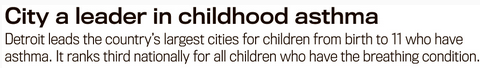 City a leader in childhood asthma
Detroit leads the country's largest cities for children from birth to 11 who have
asthma. It ranks third nationally for all children who have the breathing condition.